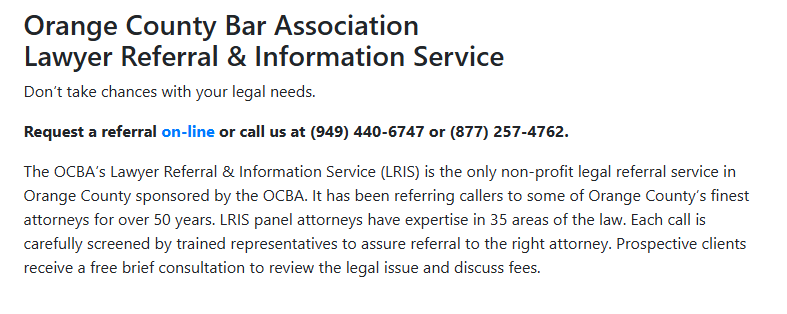 Orange County Bar Association
Lawyer Referral & Information Service
Don't take chances with your legal needs.
Request a referral on-line or call us at (949) 440-6747 or (877) 257-4762.
The OCBA's Lawyer Referral & Information Service (LRIS) is the only non-profit legal referral service in
Orange County sponsored by the OCBA. It has been referring callers to some of Orange County's finest
attorneys for over 50 years. LRIS panel attorneys have expertise in 35 areas of the law. Each call is
carefully screened by trained representatives to assure referral to the right attorney. Prospective clients
receive a free brief consultation to review the legal issue and discuss fees.